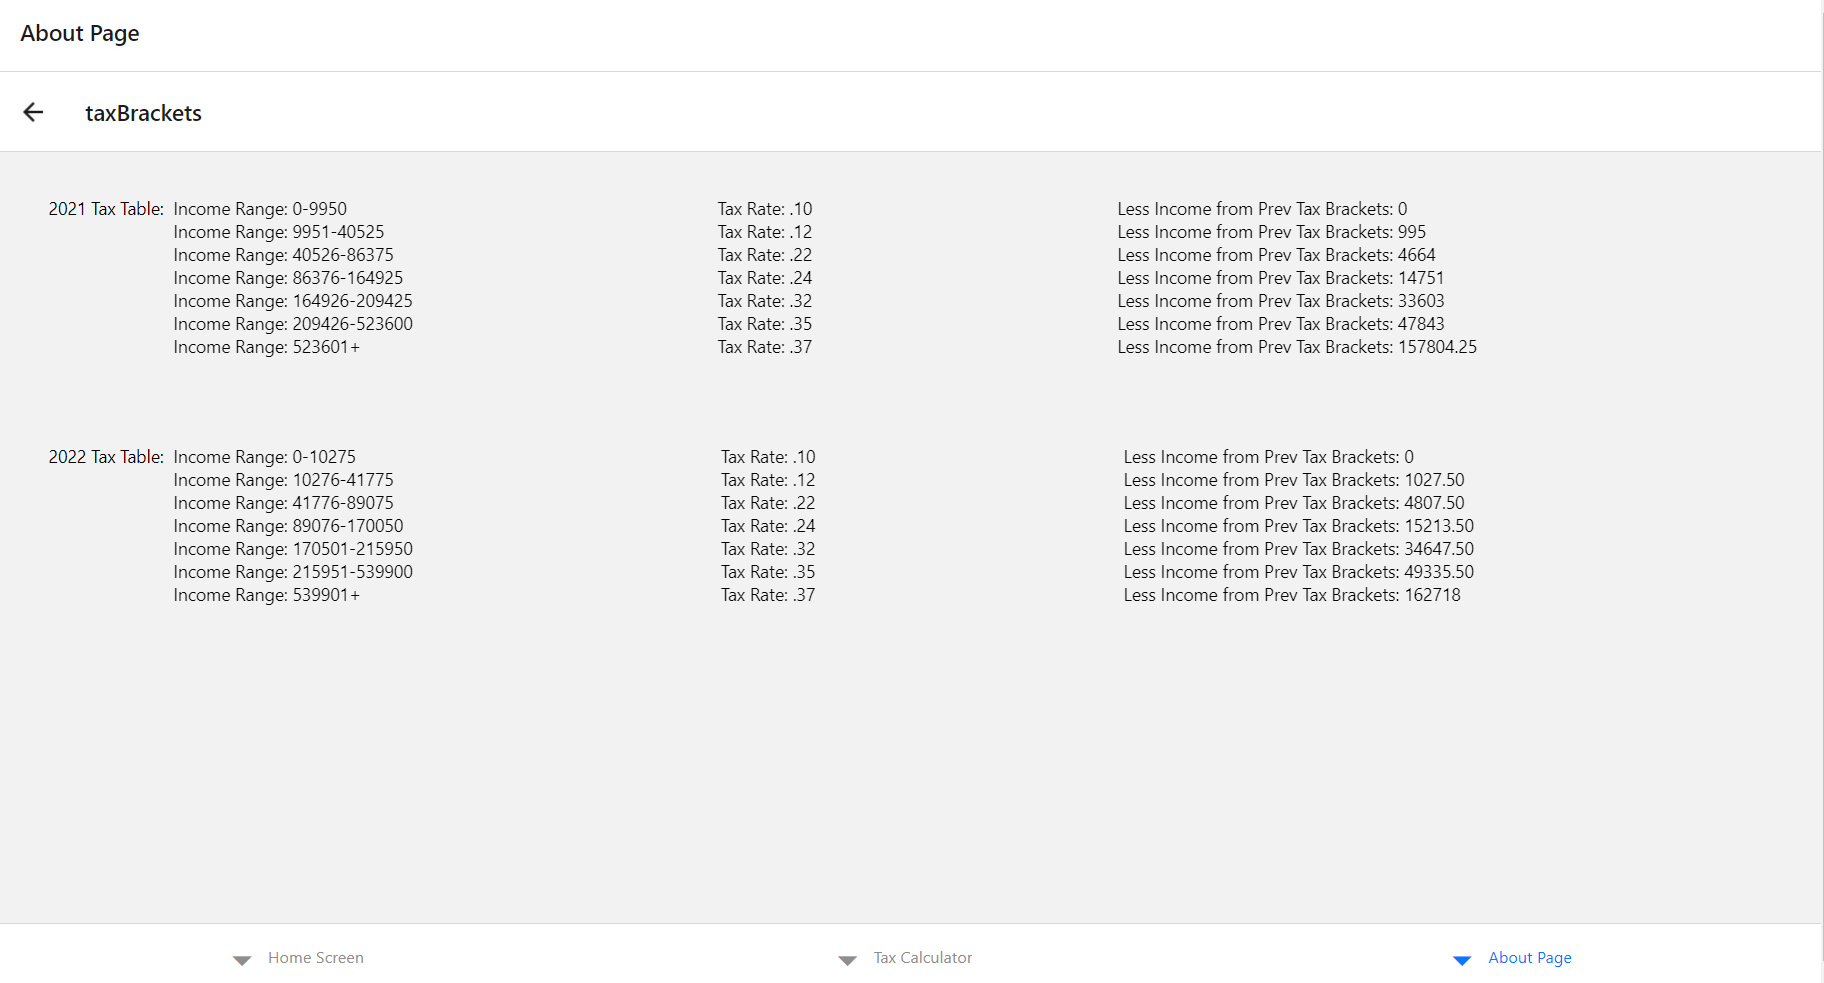 About Page
taxBrackets
2021 Tax Table: Income Range: 0-9950 Tax Rate: .10 Less Income from Prev Tax Brackets: 0
Income Range: 9951-40525 Tax Rate: .12 Less Income from Prev Tax Brackets: 995
Income Range: 40526-86375 Tax Rate: .22 Less Income from Prev Tax Brackets: 4664
Income Range: 86376-164925 Tax Rate: .24 Less Income from Prev Tax Brackets: 14751
Income Range: 164926-209425 Tax Rate: .32 Less Income from Prev Tax Brackets: 33603
Income Range: 209426-523600 Tax Rate: .35 Less Income from Prev Tax Brackets: 47843
Income Range: 523601+ Tax Rate: .37 Less Income from Prev Tax Brackets: 157804.25
2022 Tax Table: Income Range: 0-10275 Tax Rate: .10 Less Income from Prev Tax Brackets: 0
Income Range: 10276-41775 Tax Rate: .12 Less Income from Prev Tax Brackets: 1027.50
Income Range: 41776-89075 Tax Rate: .22 Less Income from Prev Tax Brackets: 4807.50
Income Range: 89076-170050 Tax Rate: .24 Less Income from Prev Tax Brackets: 15213.50
Income Range: 170501-215950 Tax Rate: .32 Less Income from Prev Tax Brackets: 34647.50
Income Range: 215951-539900 Tax Rate: .35 Less Income from Prev Tax Brackets: 49335.50
Income Range: 539901+ Tax Rate: .37 Less Income from Prev Tax Brackets: 162718
Home Screen Tax Calculator About Page